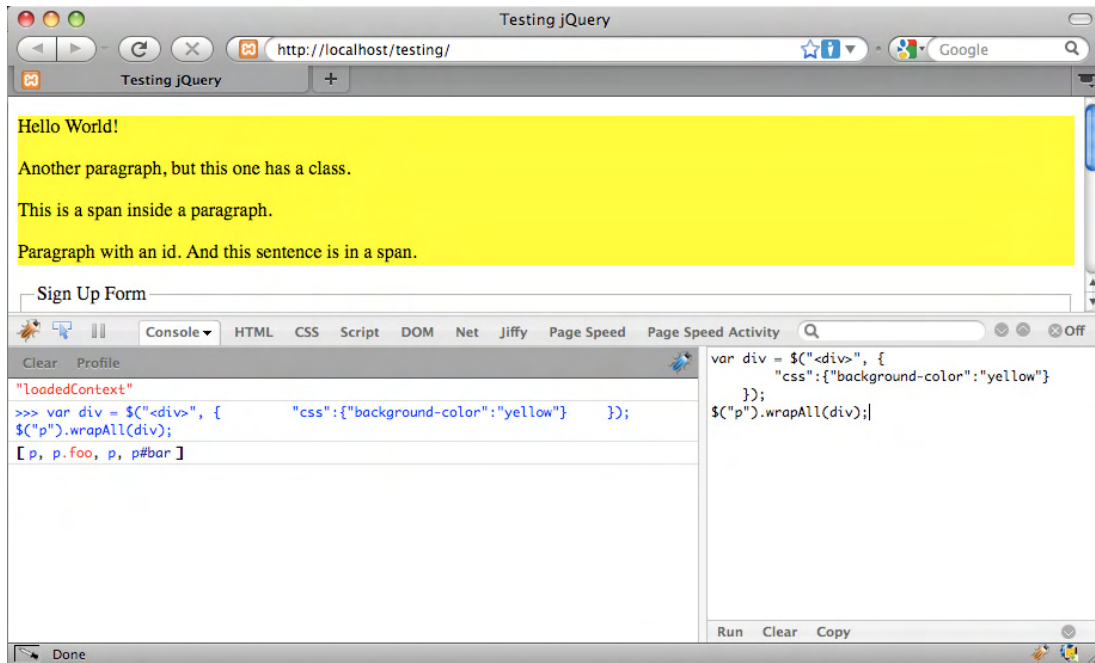 Testing jQuery
http://localhost/testing/
Google
Testing jQuery
Hello World!
Another paragraph, but this one has a class.
This is a span inside a paragraph.
Paragraph with an id. And this sentence is in a span.
Sign Up Form
Console HTML CSS Script DOM Net Jiffy Page Speed Page Speed Activity Off
Clear Profile
"loadedContext"
>>> var div = $("<div>", { "css":{"background-color":"yellow"} });
$("p").wrapAll(div);
[ p, p.foo, p, p#bar ]
var div = $("<div>", {
"css":{"background-color":"yellow"}
});
$("p").wrapAll(div);
Run Clear Copy
Done